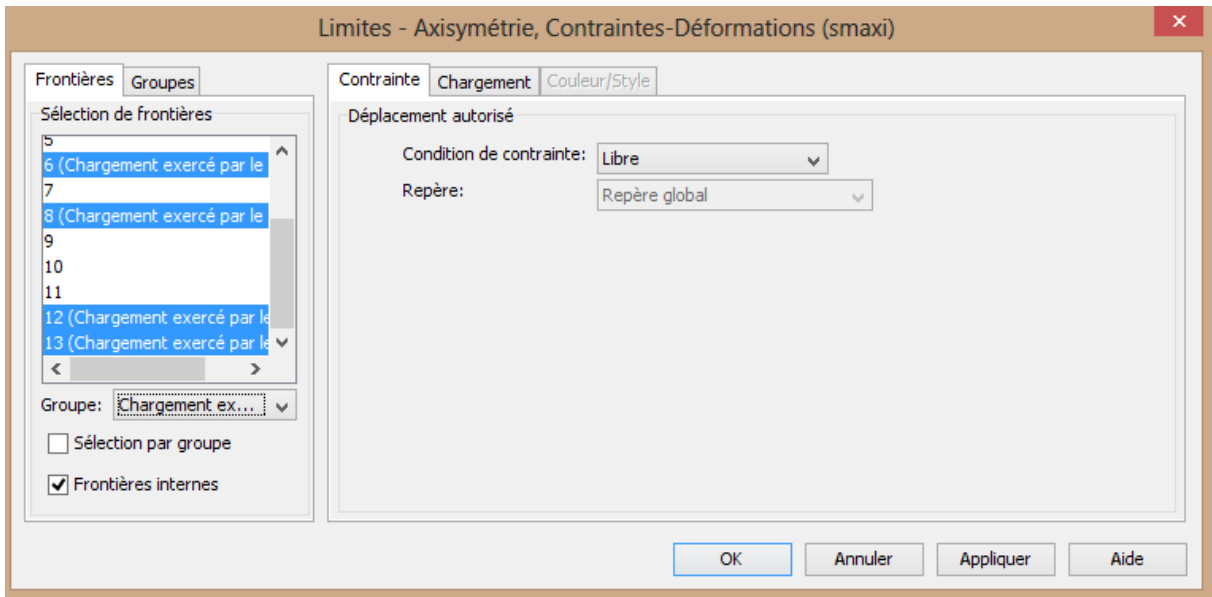 Limites - Axisymétrie, Contraintes-Déformations (smaxi)
Frontières Groupes
Sélection de frontières
5
6 (Chargement exercé par le
7
8 (Chargement exercé par le
9
10
11
12 (Chargement exercé par le
13 (Chargement exercé par le
Groupe: Chargement ex...
Sélection par groupe
Frontières internes
Contrainte Chargement Couleur/Style
Déplacement autorisé
Condition de contrainte: Libre
Repère: Repère global
OK Annuler Appliquer Aide